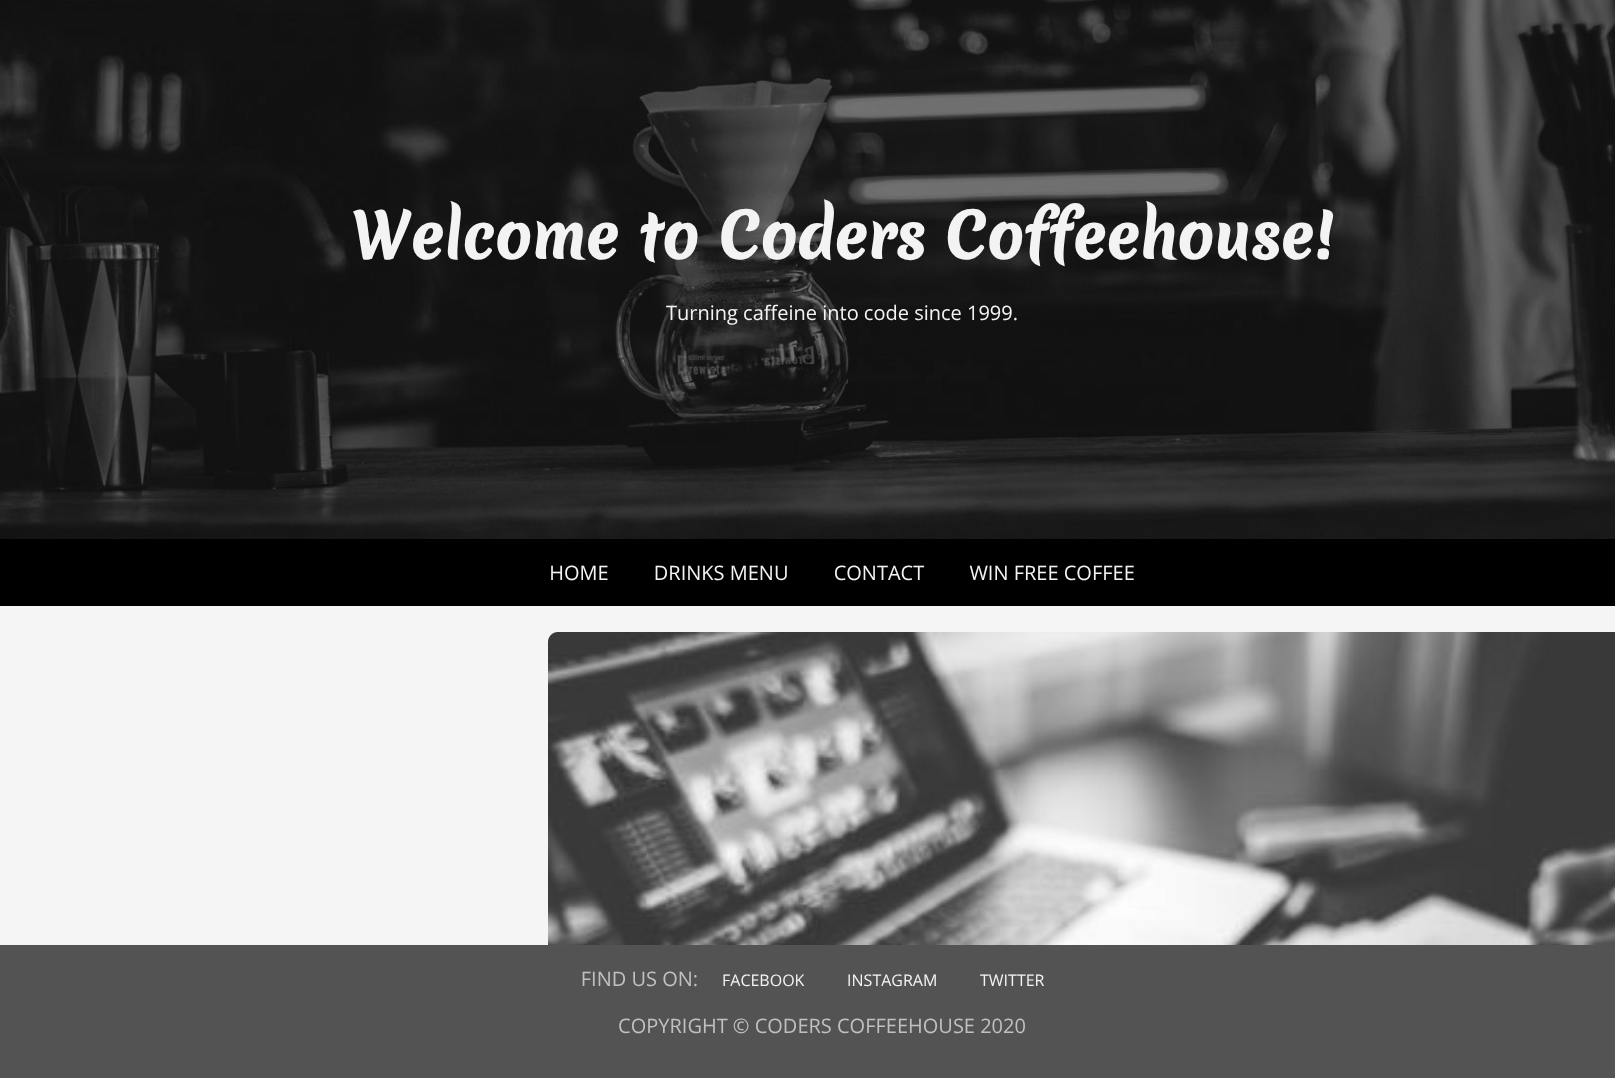 Welcome to Coders Coffeehouse!
Turning caffeine into code since 1999.
HOME DRINKS MENU CONTACT WIN FREE COFFEE
FIND US ON: FACEBOOK INSTAGRAM TWITTER
COPYRIGHT © CODERS COFFEEHOUSE 2020